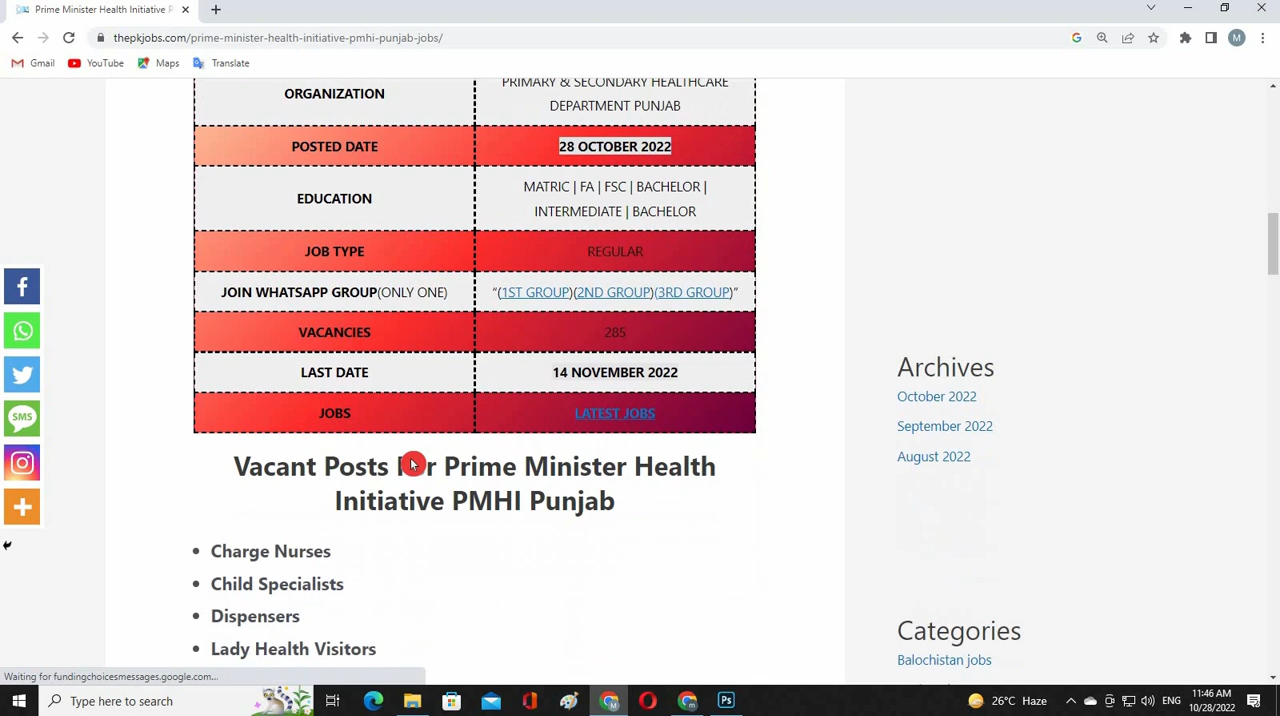 Prime Minister Health Initiative P
thepkjobs.com/prime-minister-health-initiative-pmhi-punjab-jobs/
M
Gmail
YouTube
Maps
Translate
ORGANIZATION
PRIMARY & SECONDARY HEALTHCARE
DEPARTMENT PUNJAB
POSTED DATE
28 OCTOBER 2022
EDUCATION
MATRIC | FA | FSC | BACHELOR |
INTERMEDIATE | BACHELOR
JOB TYPE
REGULAR
JOIN WHATSAPP GROUP(ONLY ONE)
“(1ST GROUP)(2ND GROUP)(3RD GROUP)”
VACANCIES
285
LAST DATE
14 NOVEMBER 2022
JOBS
LATEST JOBS
SMS
Vacant Posts For Prime Minister Health
Initiative PMHI Punjab
Charge Nurses
Child Specialists
Dispensers
Lady Health Visitors
Archives
October 2022
September 2022
August 2022
Categories
Balochistan jobs
Waiting for fundingchoicesmessages.google.com...
Type here to search
Ps
26°C Haze
11:46 AM
10/28/2022